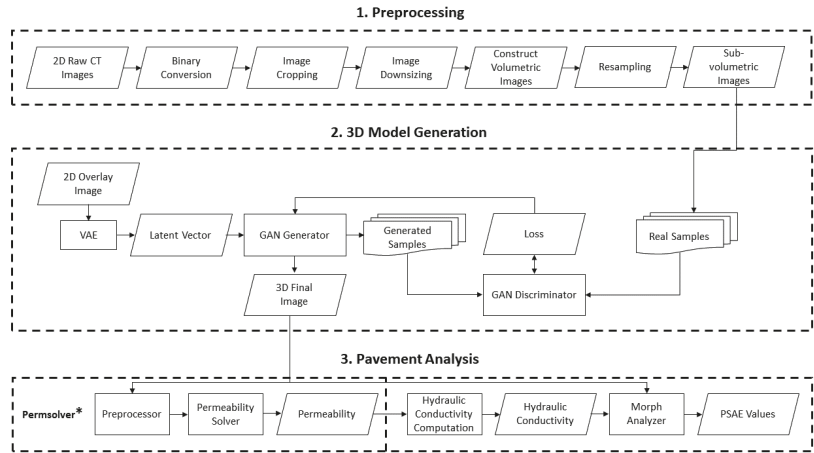 1. Preprocessing
2D Raw CT
Images
Binary
Conversion
Image
Cropping
Image
Downsizing
Construct
Volumetric
Images
Resampling
Sub-
volumetric
Images
2. 3D Model Generation
2D Overlay
Image
VAE
Latent Vector
GAN Generator
Generated
Samples
Loss
Real Samples
3D Final
Image
GAN Discriminator
3. Pavement Analysis
Permsolver*
Preprocessor
Permeability
Solver
Permeability
Hydraulic
Conductivity
Computation
Hydraulic
Conductivity
Morph
Analyzer
PSAE Values